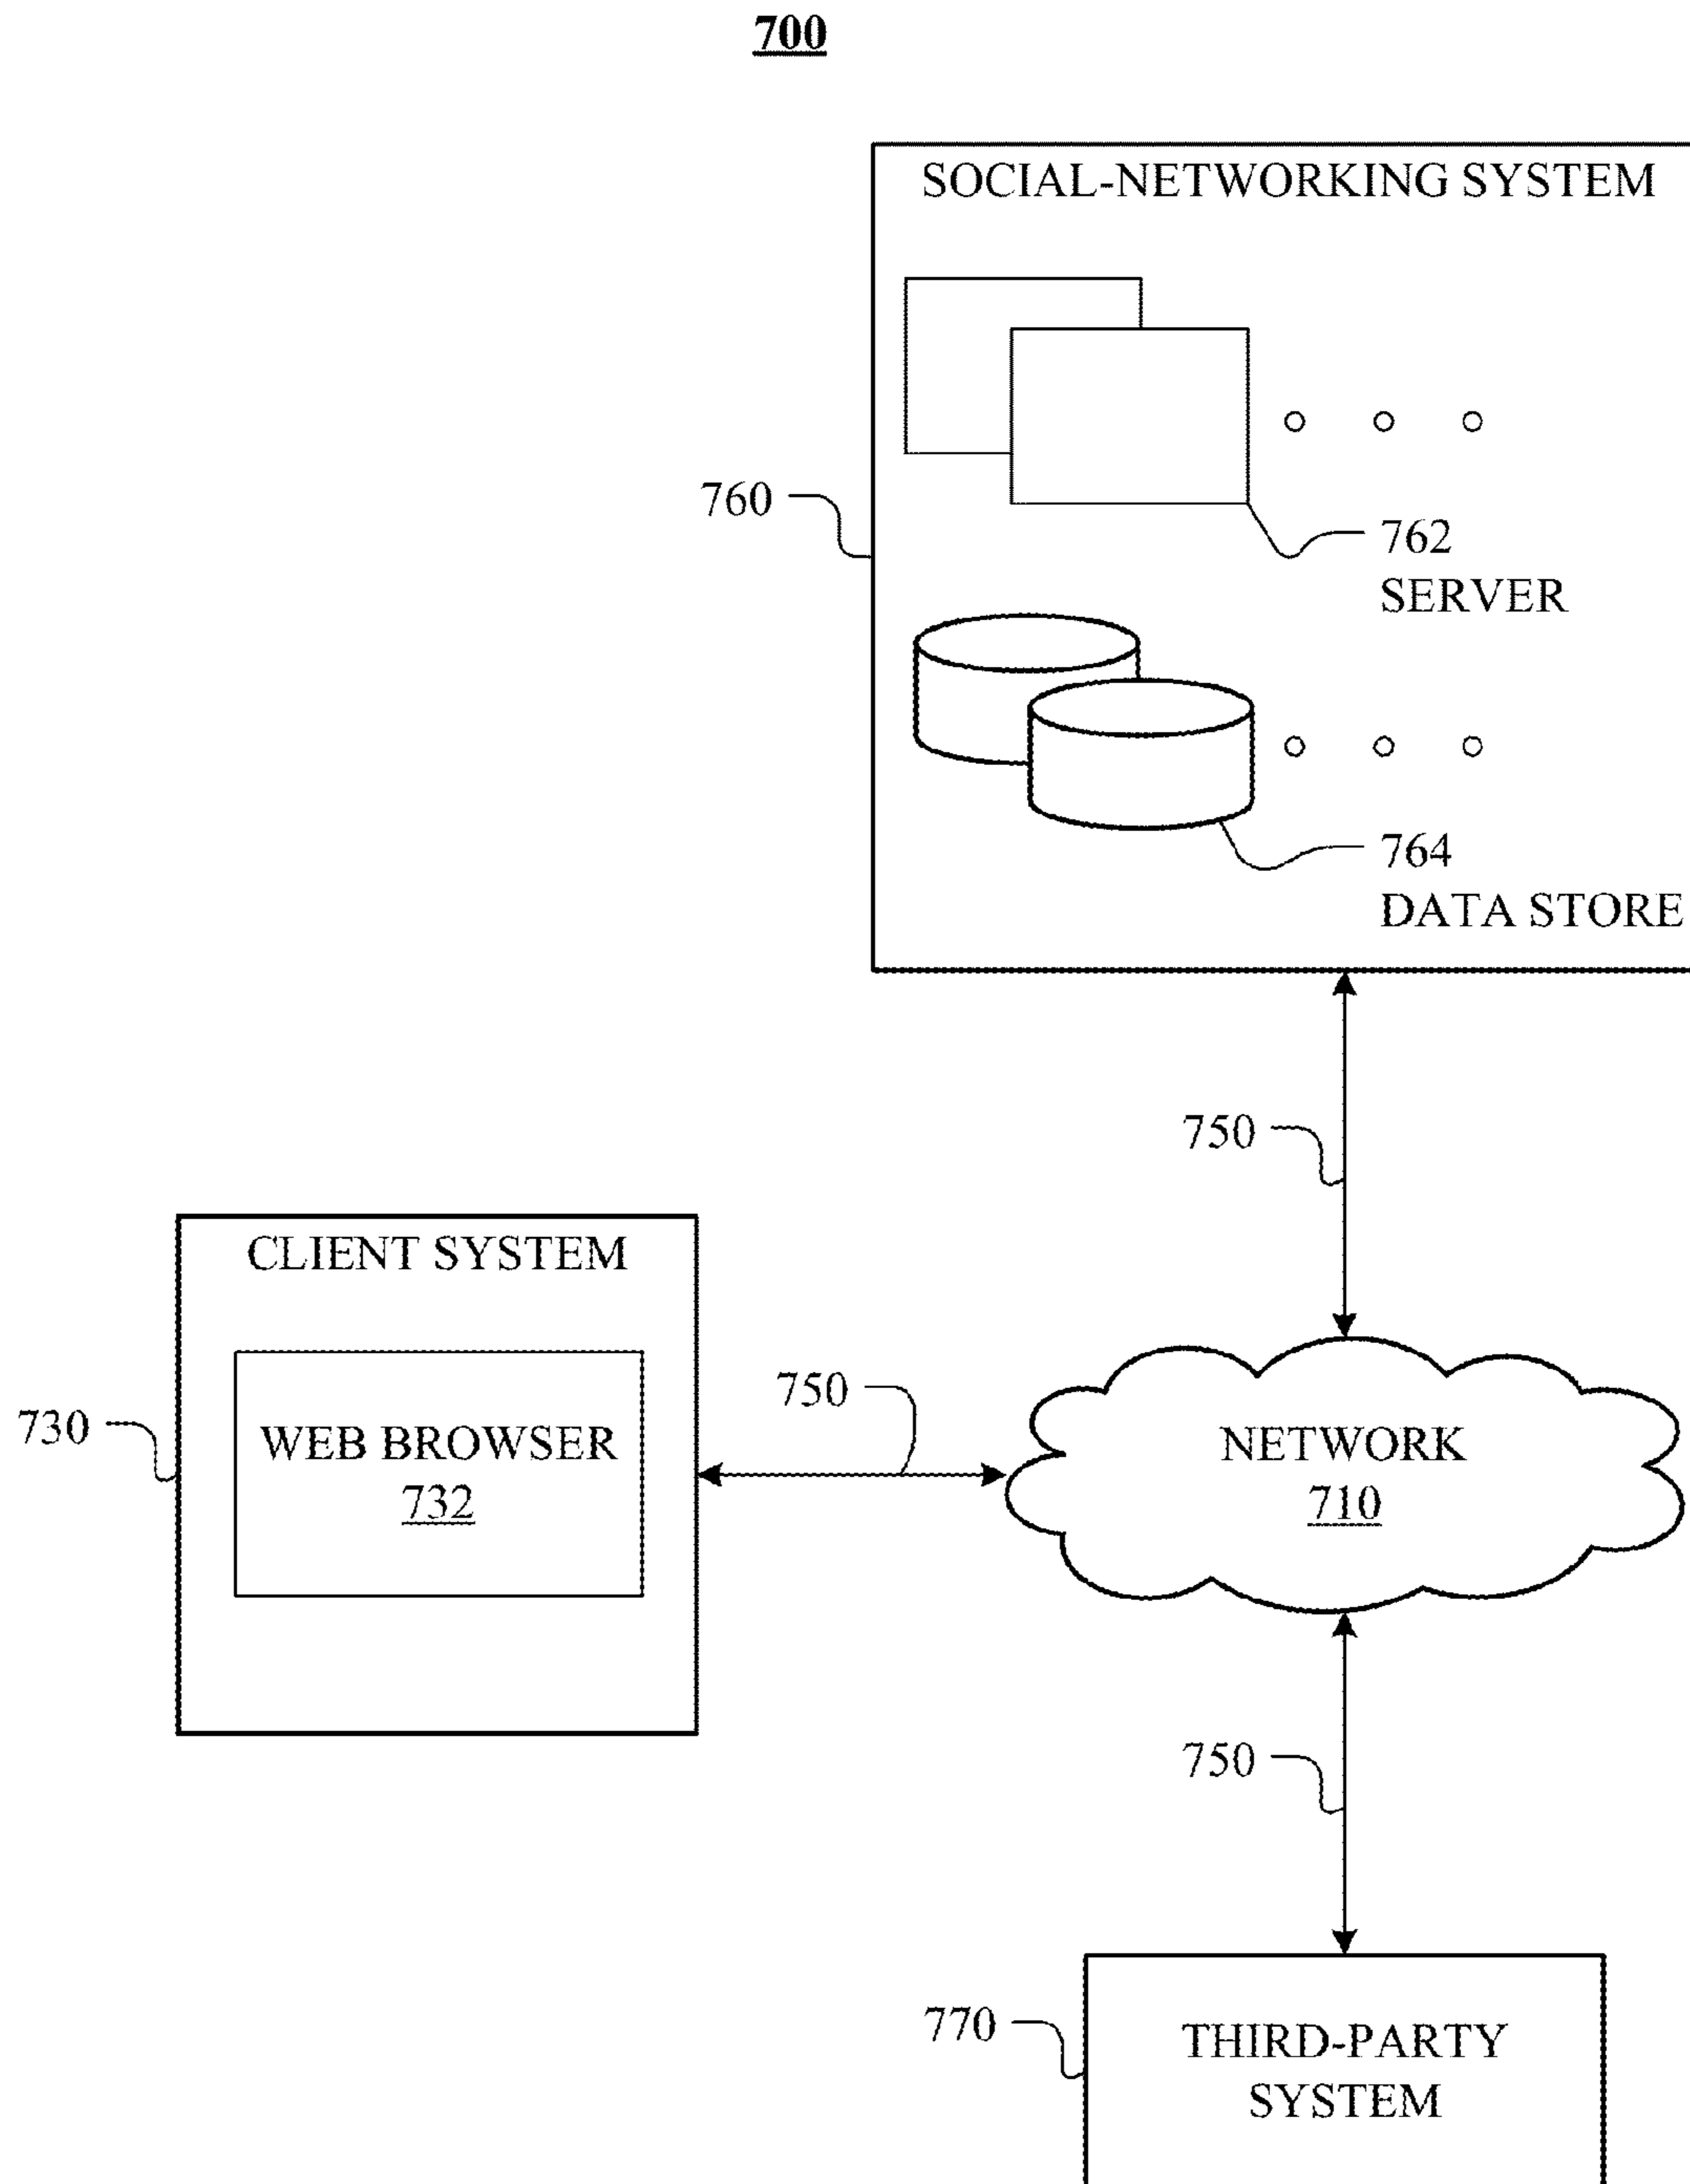 700
SOCIAL-NETWORKING SYSTEM
760
762
SERVER
764
DATA STORE
750
CLIENT SYSTEM
730
WEB BROWSER
732
750
NETWORK
710
750
770
THIRD-PARTY
SYSTEM